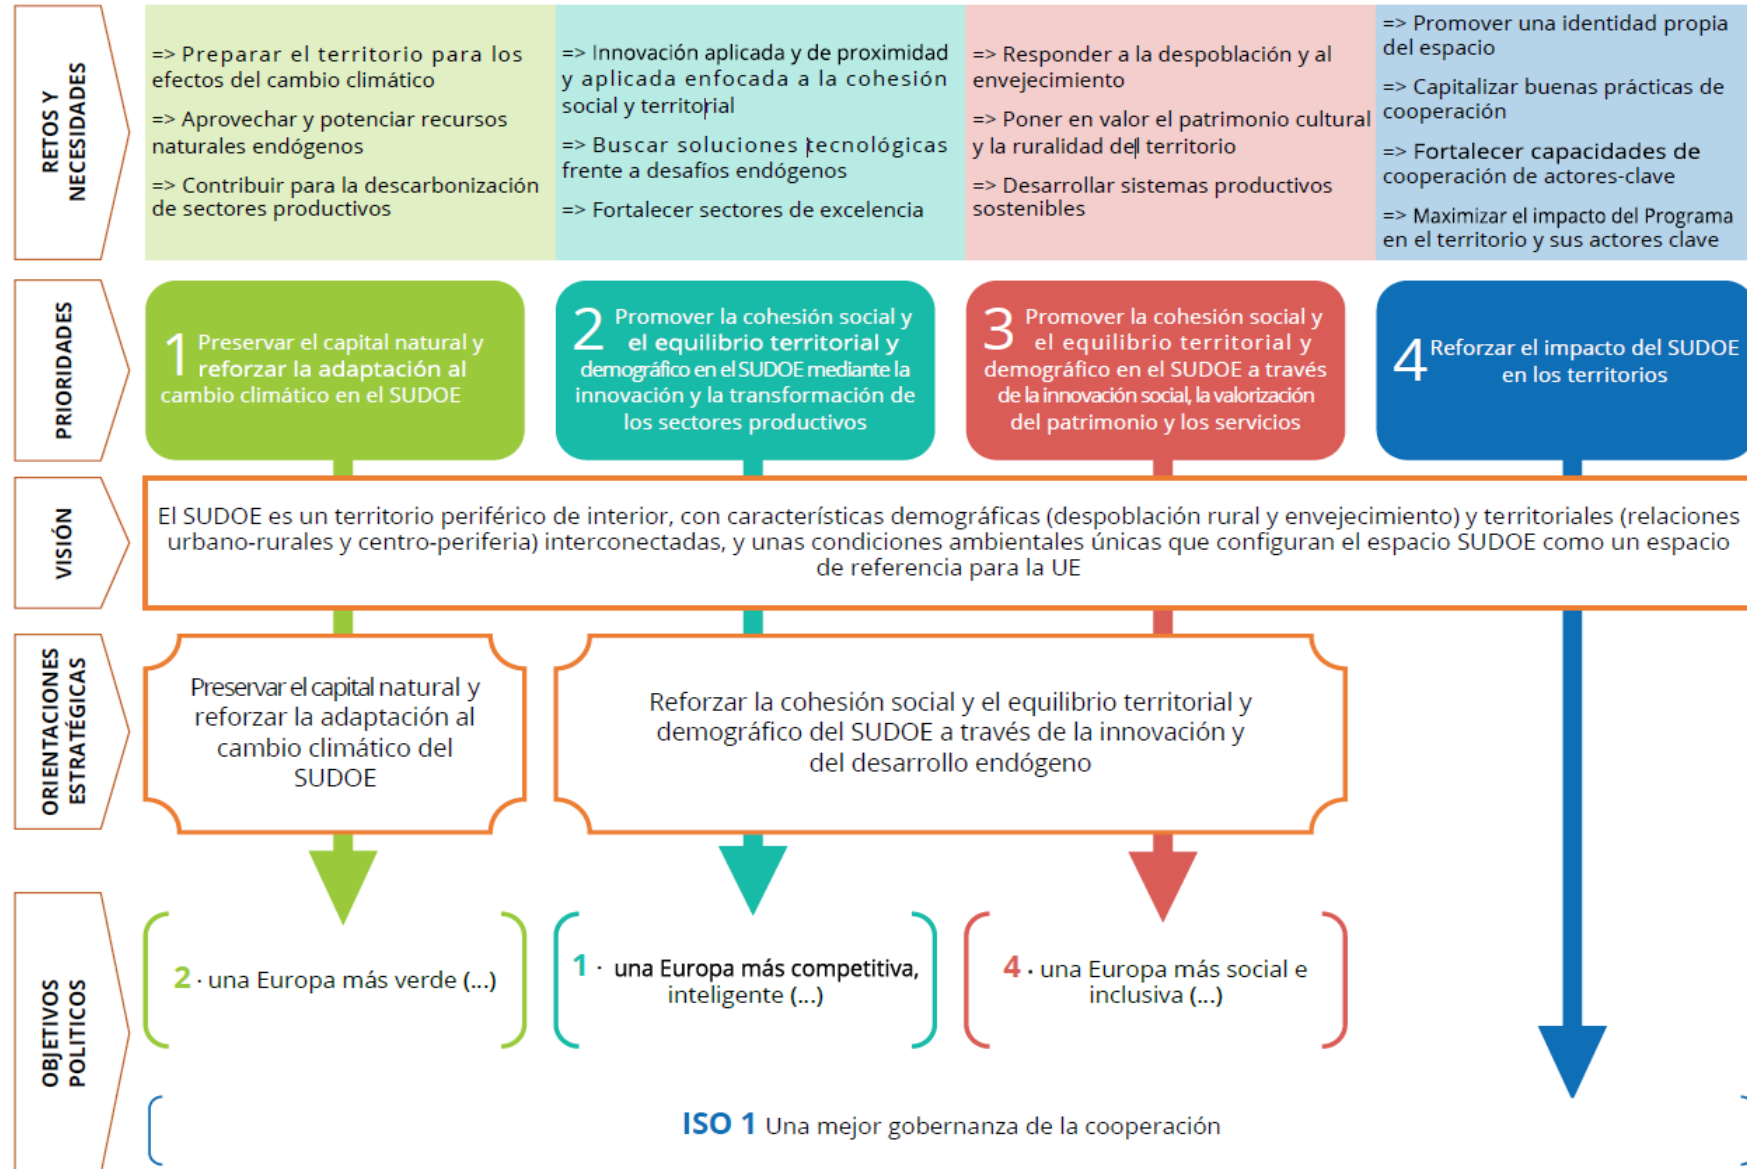 RETOS Y
NECESIDADES
=> Preparar el territorio para los
efectos del cambio climático
=> Aprovechar y potenciar recursos
naturales endógenos
=> Contribuir para la descarbonización
de sectores productivos
=> Innovación aplicada y de proximidad
y aplicada enfocada a la cohesión
social y territorial
=> Buscar soluciones tecnológicas
frente a desafíos endógenos
=> Fortalecer sectores de excelencia
=> Responder a la despoblación y al
envejecimiento
=> Poner en valor el patrimonio cultural
y la ruralidad del territorio
=> Desarrollar sistemas productivos
sostenibles
=> Promover una identidad propia
del espacio
=> Capitalizar buenas prácticas de
cooperación
=> Fortalecer capacidades de
cooperación de actores-clave
=> Maximizar el impacto del Programa
en el territorio y sus actores clave
PRIORIDADES
1 Preservar el capital natural y
reforzar la adaptación al
cambio climático en el SUDOE
2 Promover la cohesión social y
el equilibrio territorial y
demográfico en el SUDOE mediante la
innovación y la transformación de
los sectores productivos
3 Promover la cohesión social y
el equilibrio territorial y
demográfico en el SUDOE a través
de la innovación social, la valorización
del patrimonio y los servicios
4 Reforzar el impacto del SUDOE
en los territorios
VISIÓN
El SUDOE es un territorio periférico de interior, con características demográficas (despoblación rural y envejecimiento) y territoriales (relaciones
urbano-rurales y centro-periferia) interconectadas, y unas condiciones ambientales únicas que configuran el espacio SUDOE como un espacio
de referencia para la UE
ORIENTACIONES
ESTRATÉGICAS
Preservar el capital natural y
reforzar la adaptación al
cambio climático del
SUDOE
Reforzar la cohesión social y el equilibrio territorial y
demográfico del SUDOE a través de la innovación y
del desarrollo endógeno
OBJETIVOS
POLITICOS
2 · una Europa más verde (...)
1 · una Europa más competitiva,
inteligente (...)
4 · una Europa más social e
inclusiva (...)
ISO 1 Una mejor gobernanza de la cooperación